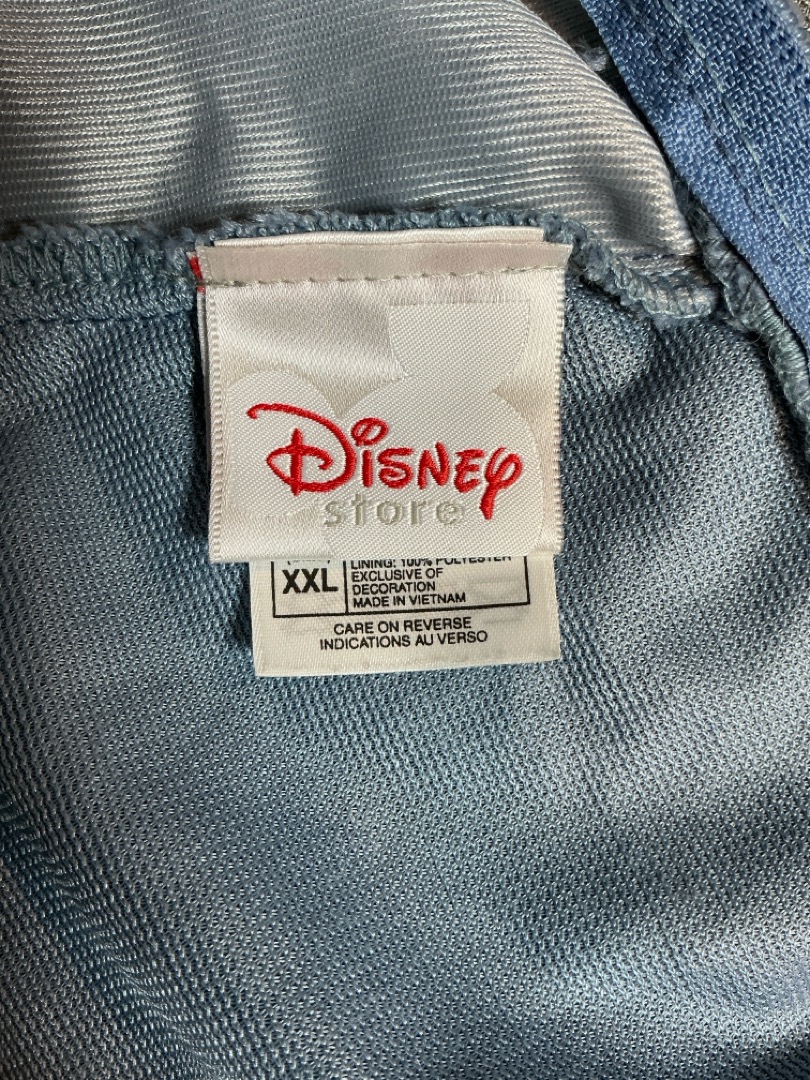 Disney
store
XXL
LINING: 100% POLYESTER
EXCLUSIVE OF
DECORATION
MADE IN VIETNAM
CARE ON REVERSE
INDICATIONS AU VERSO